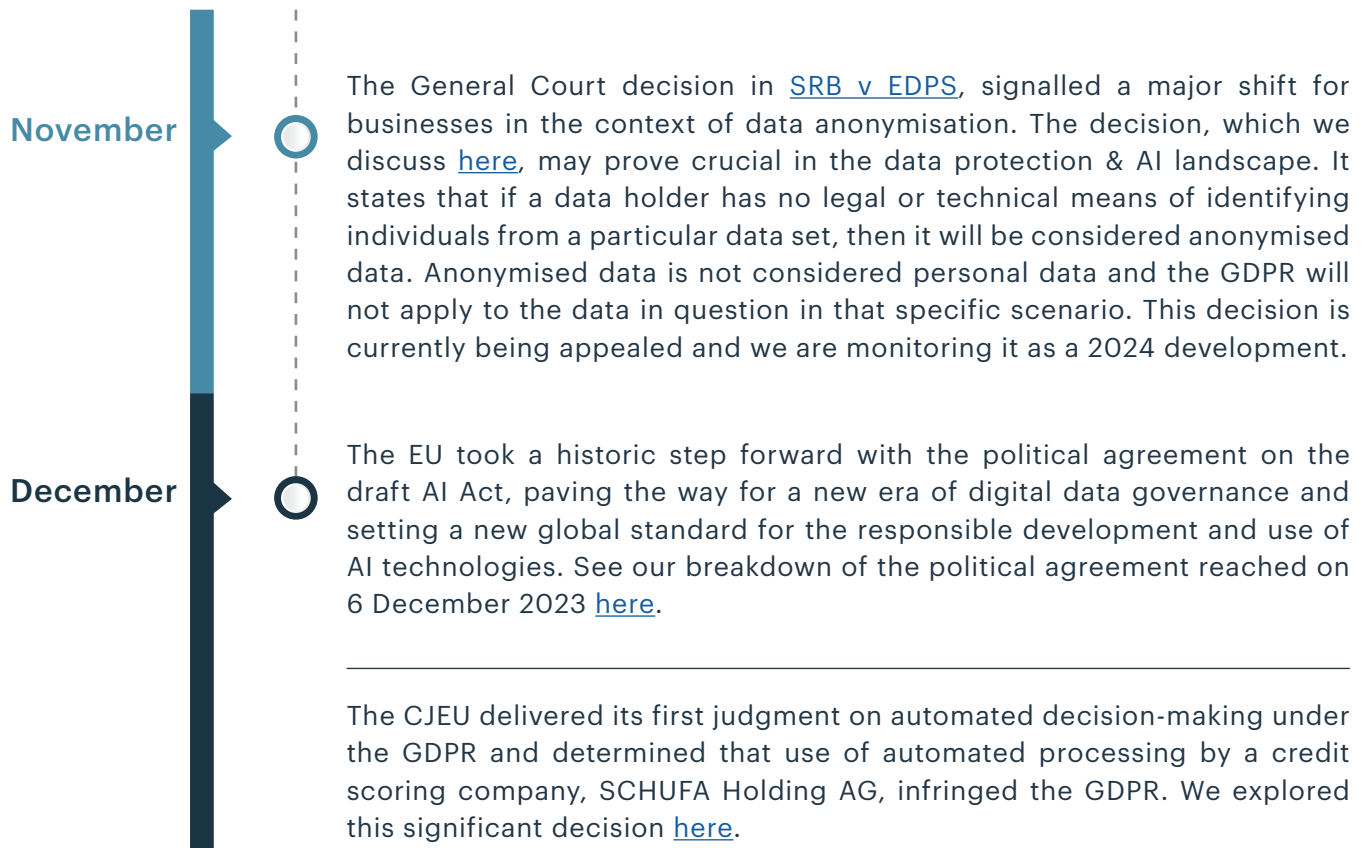 November
The General Court decision in SRB v EDPS, signalled a major shift for
businesses in the context of data anonymisation. The decision, which we
discuss here, may prove crucial in the data protection & AI landscape. It
states that if a data holder has no legal or technical means of identifying
individuals from a particular data set, then it will be considered anonymised
data. Anonymised data is not considered personal data and the GDPR will
not apply to the data in question in that specific scenario. This decision is
currently being appealed and we are monitoring it as a 2024 development.
December
The EU took a historic step forward with the political agreement on the
draft AI Act, paving the way for a new era of digital data governance and
setting a new global standard for the responsible development and use of
AI technologies. See our breakdown of the political agreement reached on
6 December 2023 here.
The CJEU delivered its first judgment on automated decision-making under
the GDPR and determined that use of automated processing by a credit
scoring company, SCHUFA Holding AG, infringed the GDPR. We explored
this significant decision here.